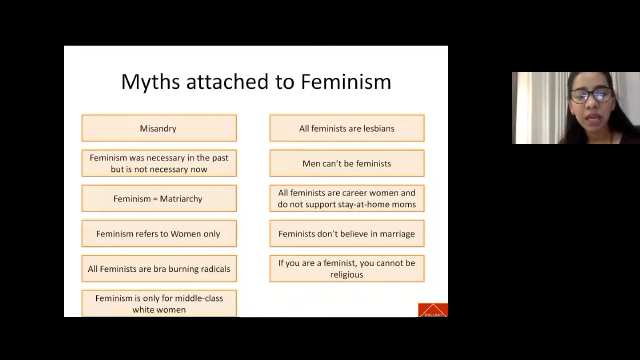 Myths attached to Feminism
Misandry
Feminism was necessary in the past
but is not necessary now
Feminism = Matriarchy
Feminism refers to Women only
All Feminists are bra burning radicals
Feminism is only for middle-class
white women
All feminists are lesbians
Men can't be feminists
All feminists are career women and
do not support stay-at-home moms
Feminists don't believe in marriage
If you are a feminist, you cannot be
religious